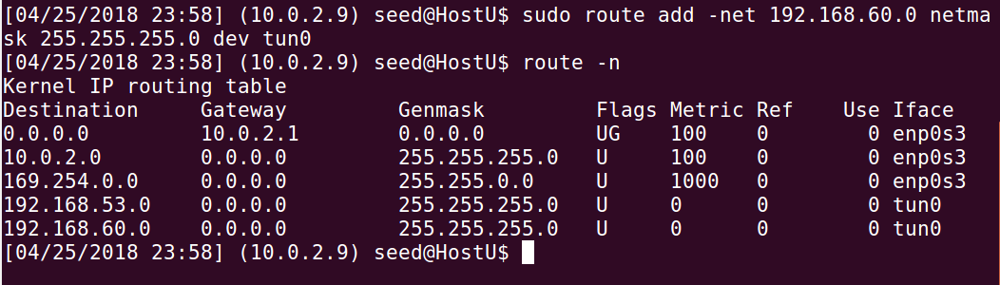 [04/25/2018 23:58] (10.0.2.9) seed@HostU$ sudo route add -net 192.168.60.0 netma
sk 255.255.255.0 dev tun0
[04/25/2018 23:58] (10.0.2.9) seed@HostU$ route -n
Kernel IP routing table
Destination     Gateway         Genmask         Flags Metric Ref    Use Iface
0.0.0.0         10.0.2.1        0.0.0.0         UG    100    0        0 enp0s3
10.0.2.0        0.0.0.0         255.255.255.0   U     100    0        0 enp0s3
169.254.0.0     0.0.0.0         255.255.0.0     U     1000   0        0 enp0s3
192.168.53.0    0.0.0.0         255.255.255.0   U     0      0        0 tun0
192.168.60.0    0.0.0.0         255.255.255.0   U     0      0        0 tun0
[04/25/2018 23:58] (10.0.2.9) seed@HostU$